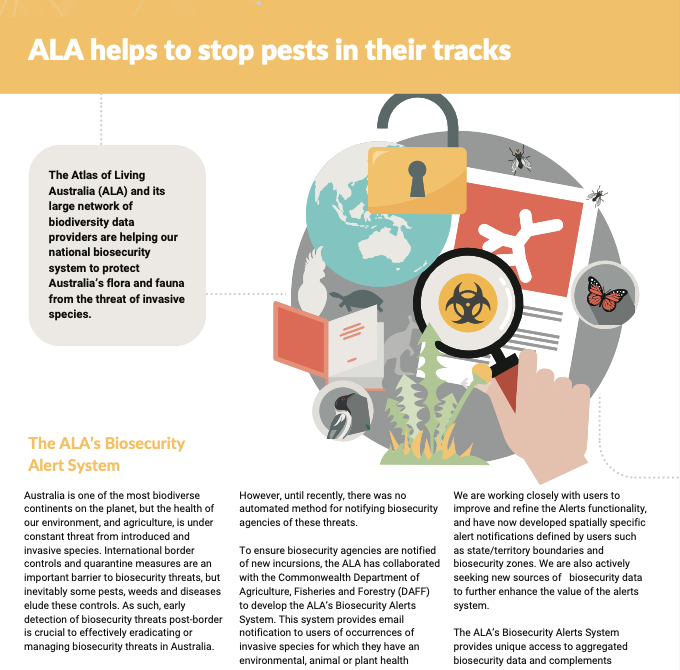 ALA helps to stop pests in their tracks
The Atlas of Living
Australia (ALA) and its
large network of
biodiversity data
providers are helping our
national biosecurity
system to protect
Australia's flora and fauna
from the threat of invasive
species.
The ALA's Biosecurity
Alert System
Australia is one of the most biodiverse
continents on the planet, but the health of
our environment, and agriculture, is under
constant threat from introduced and
invasive species. International border
controls and quarantine measures are an
important barrier to biosecurity threats, but
inevitably some pests, weeds and diseases
elude these controls. As such, early
detection of biosecurity threats post-border
is crucial to effectively eradicating or
managing biosecurity threats in Australia.
However, until recently, there was no
automated method for notifying biosecurity
agencies of these threats.
To ensure biosecurity agencies are notified
of new incursions, the ALA has collaborated
with the Commonwealth Department of
Agriculture, Fisheries and Forestry (DAFF)
to develop the ALA's Biosecurity Alerts
System. This system provides email
notification to users of occurrences of
invasive species for which they have an
environmental, animal or plant health
We are working closely with users to
improve and refine the Alerts functionality,
and have now developed spatially specific
alert notifications defined by users such
as state/territory boundaries and
biosecurity zones. We are also actively
seeking new sources of biosecurity data
to further enhance the value of the alerts
system.
The ALA's Biosecurity Alerts System
provides unique access to aggregated
biosecurity data and complements